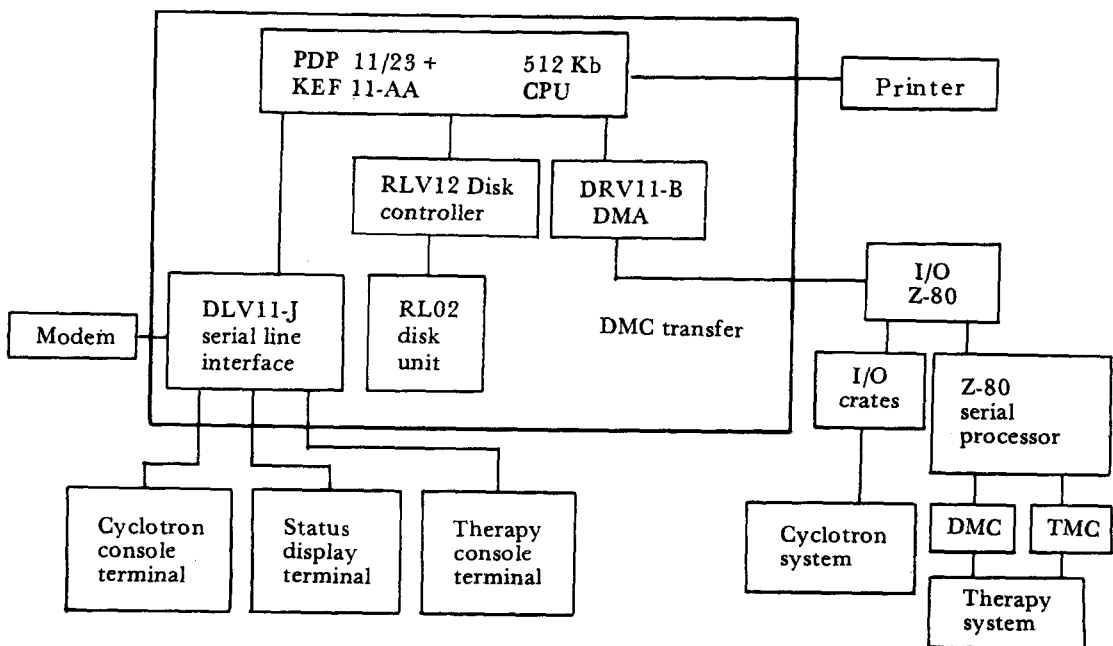 PDP 11/23 + 512 Kb
KEF 11-AA CPU
Printer
RLV12 Disk
controller
DRV11-B
DMA
I/O
Z-80
DLV11-J
serial line
interface
RL02
disk
unit
DMC transfer
Modem
I/O
crates
Z-80
serial
processor
Cyclotron
console
terminal
Status
display
terminal
Therapy
console
terminal
Cyclotron
system
DMC
TMC
Therapy
system